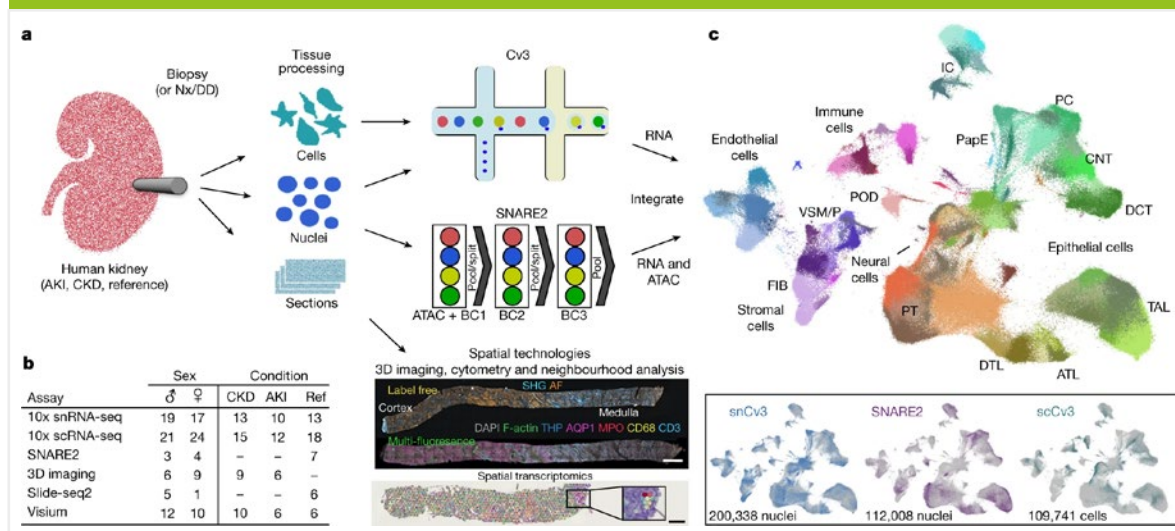 a
Biopsy
(or Nx/DD)
Human kidney
(AKI, CKD, reference)
Tissue
processing
Cells
Nuclei
Sections
Cv3
SNARE2
Pool/split
Pool/split
Pool
ATAC + BC1
BC2
BC3
RNA
Integrate
RNA and
ATAC
Spatial technologies
3D imaging, cytometry and neighbourhood analysis
Label free
SHG AF
Cortex
Medulla
DAPI F-actin THP AQP1 MPO CD68 CD3
Multi-fluoresence
Spatial transcriptomics
b
Sex Condition
Assay ♂ ♀ CKD AKI Ref
10x snRNA-seq 19 17 13 10 13
10x scRNA-seq 21 24 15 12 18
SNARE2 3 4 – – 7
3D imaging 6 9 9 6 –
Slide-seq2 5 1 – – 6
Visium 12 10 10 6 6
c
IC
PC
Immune
cells
PapE
Endothelial
cells
CNT
POD
DCT
VSM/P
Neural
cells
Epithelial cells
FIB
Stromal
cells
PT
TAL
DTL
ATL
snCv3
200,338 nuclei
SNARE2
112,008 nuclei
scCv3
109,741 cells